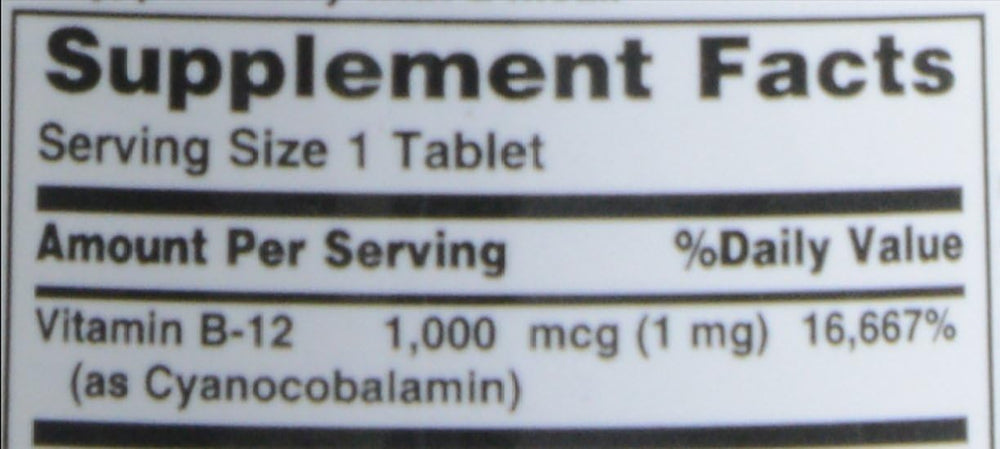 Supplement Facts
Serving Size 1 Tablet
Amount Per Serving %Daily Value
Vitamin B-12 1,000 mcg (1 mg) 16,667%
(as Cyanocobalamin)